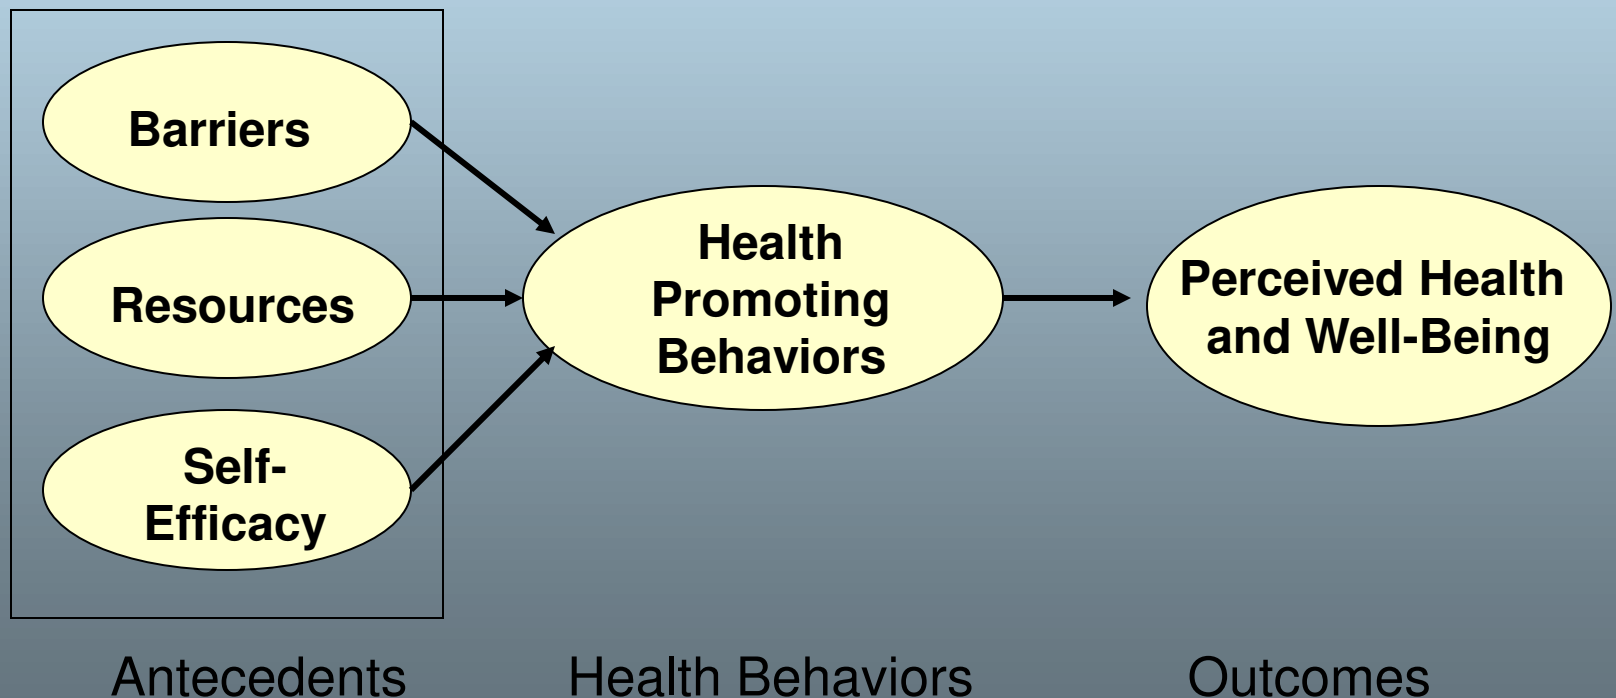 Barriers
Resources
Self-
Efficacy
Health
Promoting
Behaviors
Perceived Health
and Well-Being
Antecedents
Health Behaviors
Outcomes